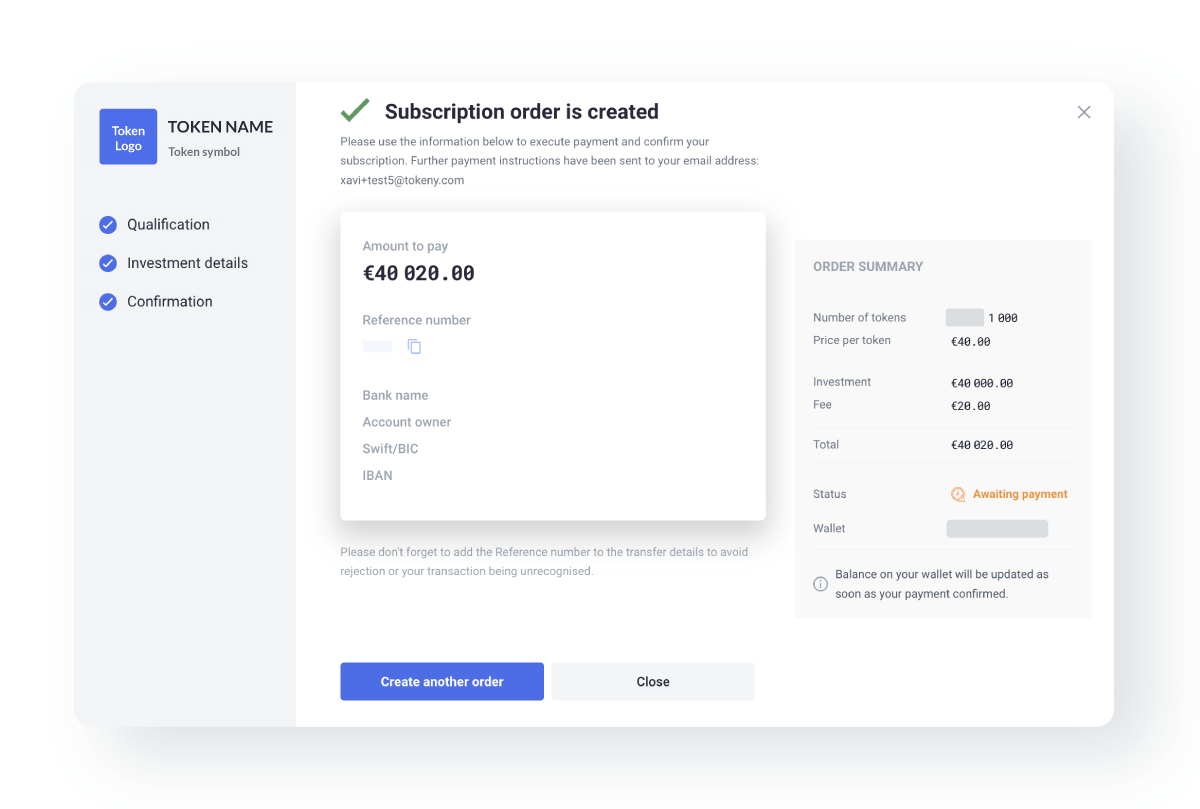 Token
Logo
TOKEN NAME
Token symbol
Qualification
Investment details
Confirmation
Subscription order is created
Please use the information below to execute payment and confirm your
subscription. Further payment instructions have been sent to your email address:
xavi+test5@tokeny.com
Amount to pay
€40 020.00
Reference number
Bank name
Account owner
Swift/BIC
IBAN
Please don't forget to add the Reference number to the transfer details to avoid
rejection or your transaction being unrecognised.
Create another order
Close
ORDER SUMMARY
Number of tokens 1 000
Price per token €40.00
Investment €40 000.00
Fee €20.00
Total €40 020.00
Status Awaiting payment
Wallet
Balance on your wallet will be updated as
soon as your payment confirmed.